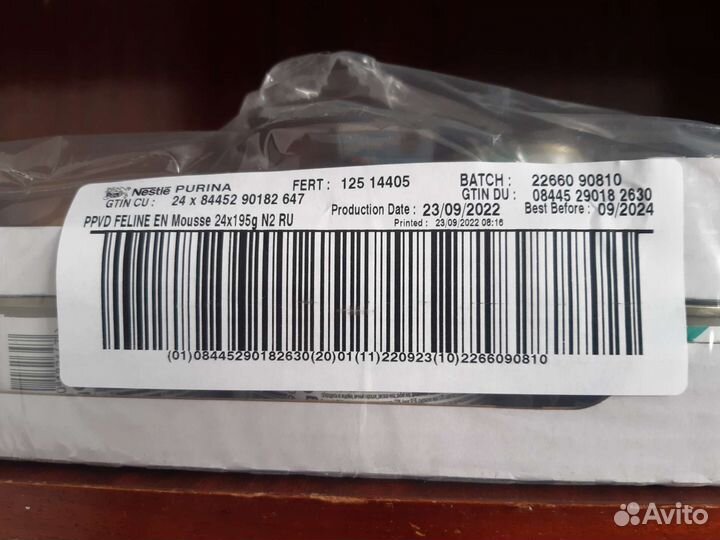 Nestlé PURINA FERT : 125 14405 BATCH : 22660 90810
GTIN CU : 24 x 84452 90182 647 GTIN DU : 08445 29018 2630
Production Date : 23/09/2022 Best Before : 09/2024
PPVD FELINE EN Mousse 24x195g N2 RU Printed : 23/09/2022 08:16
(01)08445290182630(20)01(11)220923(10)2266090810
Avito